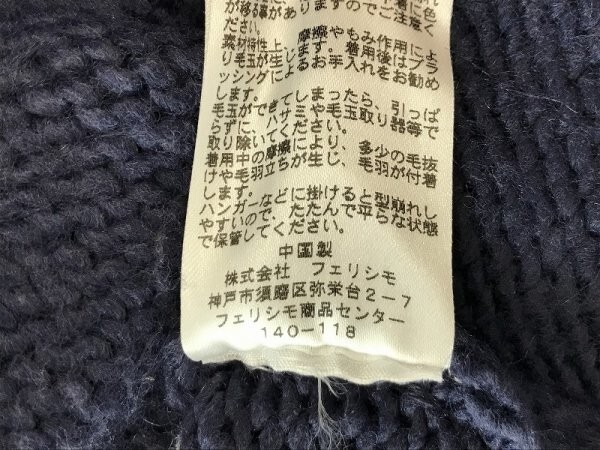 が移る事がありますのでご注意く
ださい。
素材特性上、摩擦やもみ作用によ
り毛玉が生じます。着用後はブラ
ッシングによるお手入れをお勧め
します。
毛玉ができてしまったら、引っぱ
らずに、ハサミや毛玉取り器等で
取り除いてください。
着用中の摩擦により、多少の毛抜
けや毛羽立ちが生じ、毛羽が付着
します。
ハンガーなどに掛けると型崩れし
やすいので、たたんで平らな状態
で保管してください。
中国製
株式会社 フェリシモ
神戸市須磨区弥栄台2-7
フェリシモ商品センター
140-118